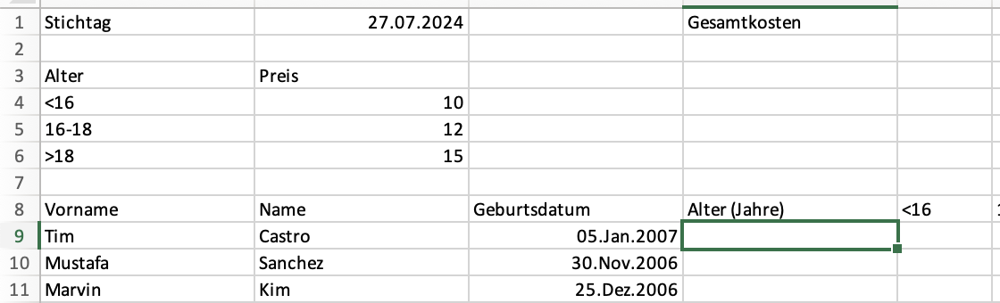 1 Stichtag 27.07.2024 Gesamtkosten
2
3 Alter Preis
4 <16 10
5 16-18 12
6 >18 15
7
8 Vorname Name Geburtsdatum Alter (Jahre) <16
9 Tim Castro 05.Jan.2007
10 Mustafa Sanchez 30.Nov.2006
11 Marvin Kim 25.Dez.2006